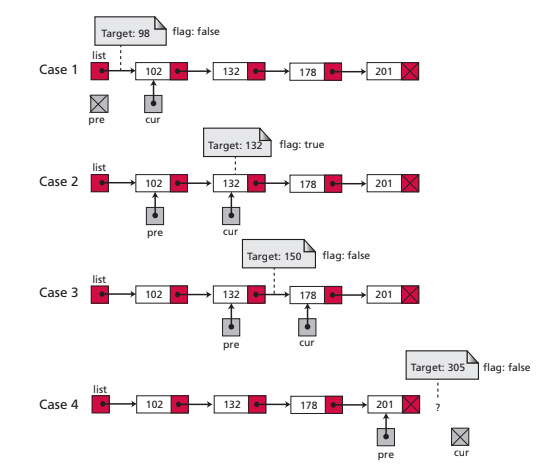 Target: 98 flag: false
list
Case 1 102 132 178 201
pre cur
Target: 132 flag: true
list
Case 2 102 132 178 201
pre cur
Target: 150 flag: false
list
Case 3 102 132 178 201
pre cur
Target: 305 flag: false
list
Case 4 102 132 178 201 ?
pre cur